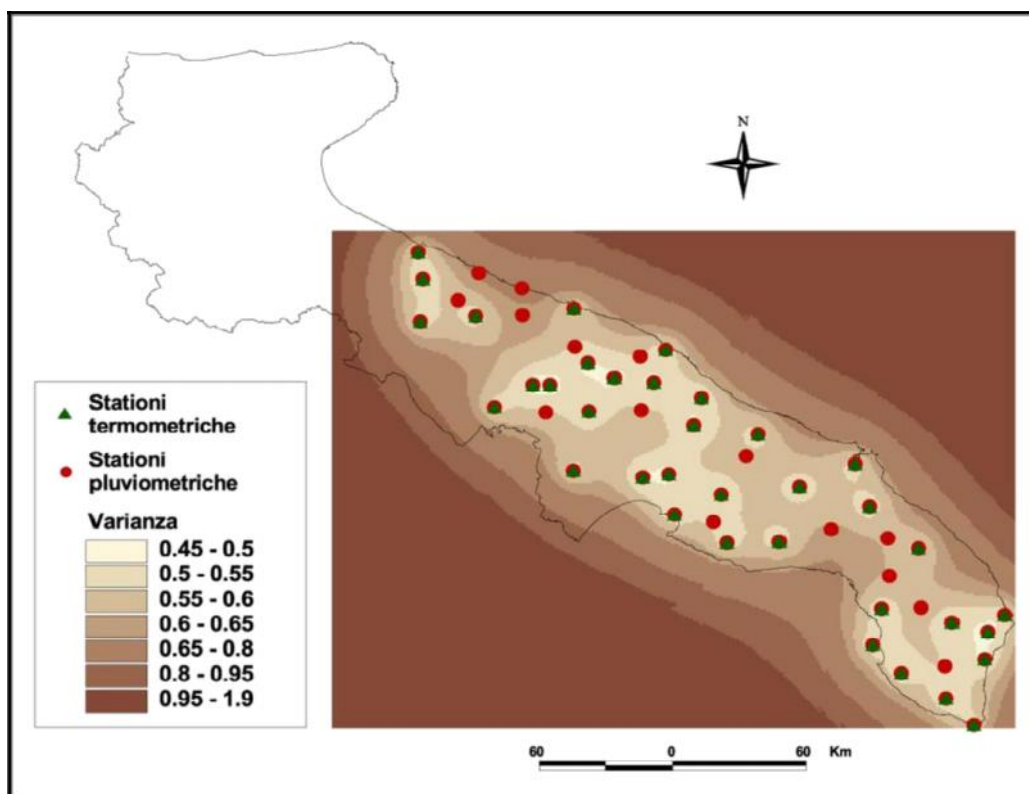 N
Stationi
termometriche
Stationi
pluviometriche
Varianza
0.45 - 0.5
0.5 - 0.55
0.55 - 0.6
0.6 - 0.65
0.65 - 0.8
0.8 - 0.95
0.95 - 1.9
60 0 60 Km